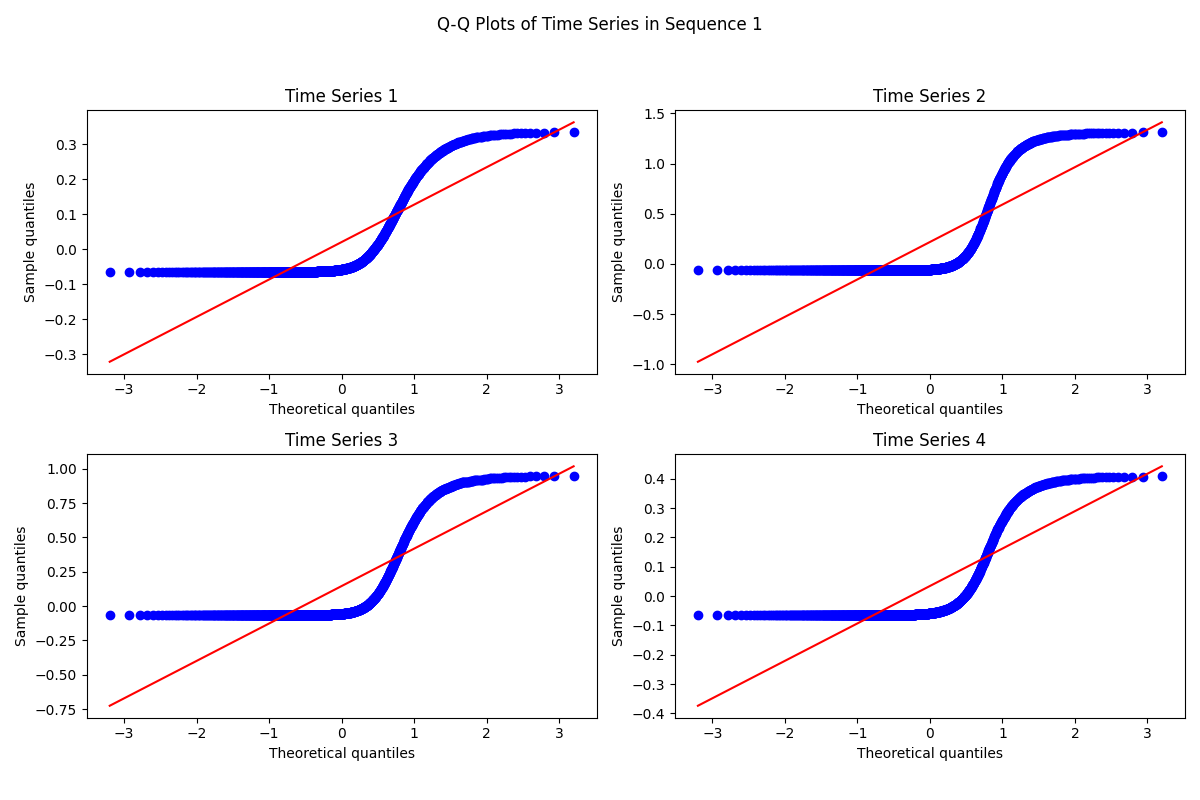 Q-Q Plots of Time Series in Sequence 1
Time Series 1
Sample quantiles
0.3
0.2
0.1
0.0
−0.1
−0.2
−0.3
−3 −2 −1 0 1 2 3
Theoretical quantiles
Time Series 2
Sample quantiles
1.5
1.0
0.5
0.0
−0.5
−1.0
−3 −2 −1 0 1 2 3
Theoretical quantiles
Time Series 3
Sample quantiles
1.00
0.75
0.50
0.25
0.00
−0.25
−0.50
−0.75
−3 −2 −1 0 1 2 3
Theoretical quantiles
Time Series 4
Sample quantiles
0.4
0.3
0.2
0.1
0.0
−0.1
−0.2
−0.3
−0.4
−3 −2 −1 0 1 2 3
Theoretical quantiles